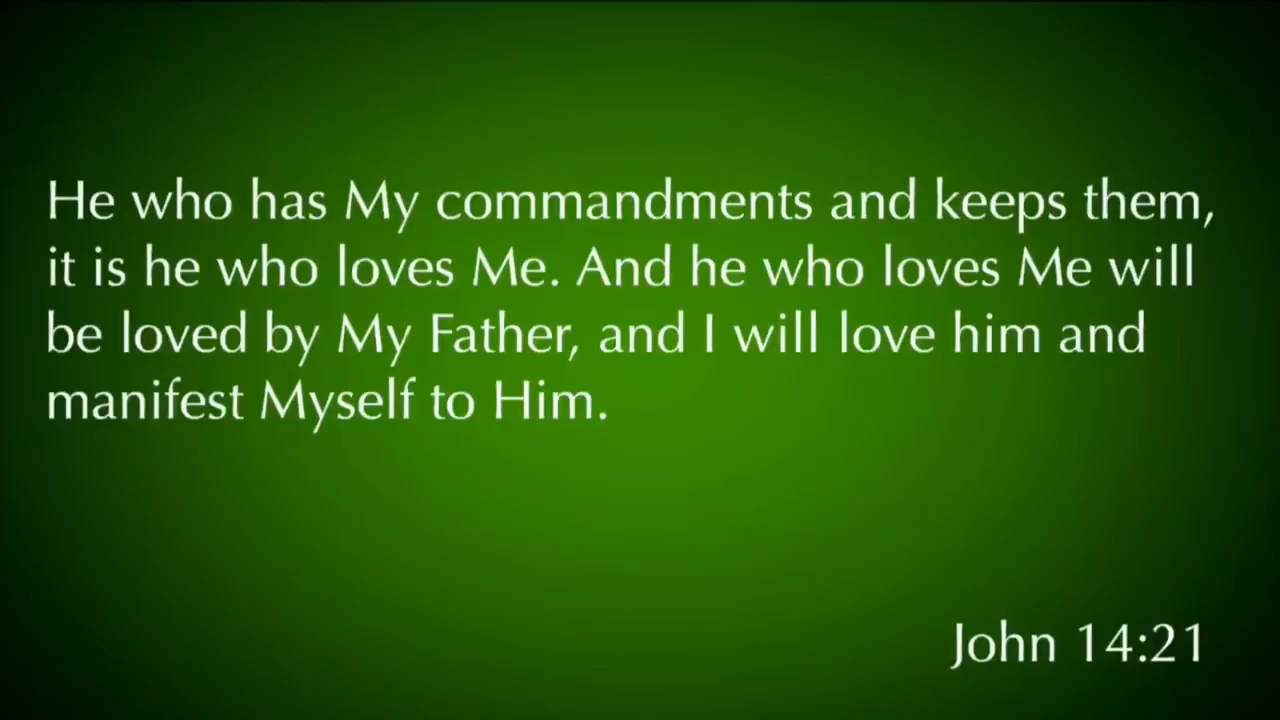 He who has My commandments and keeps them,
it is he who loves Me. And he who loves Me will
be loved by My Father, and I will love him and
manifest Myself to Him.
John 14:21